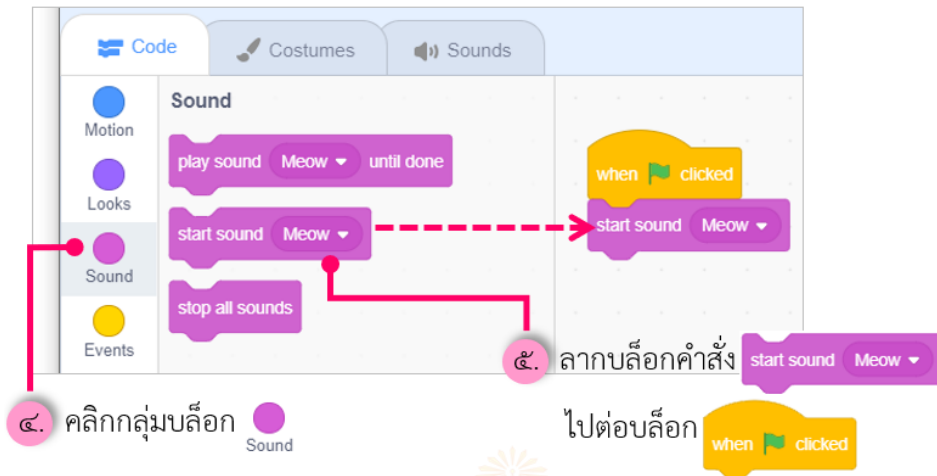 Code Costumes Sounds
Motion
Looks
Sound
Events
Sound
play sound Meow until done
start sound Meow
stop all sounds
when clicked
start sound Meow
๔. คลิกกลุ่มบล็อก Sound
๕. ลากบล็อกคำสั่ง start sound Meow
ไปต่อบล็อก when clicked